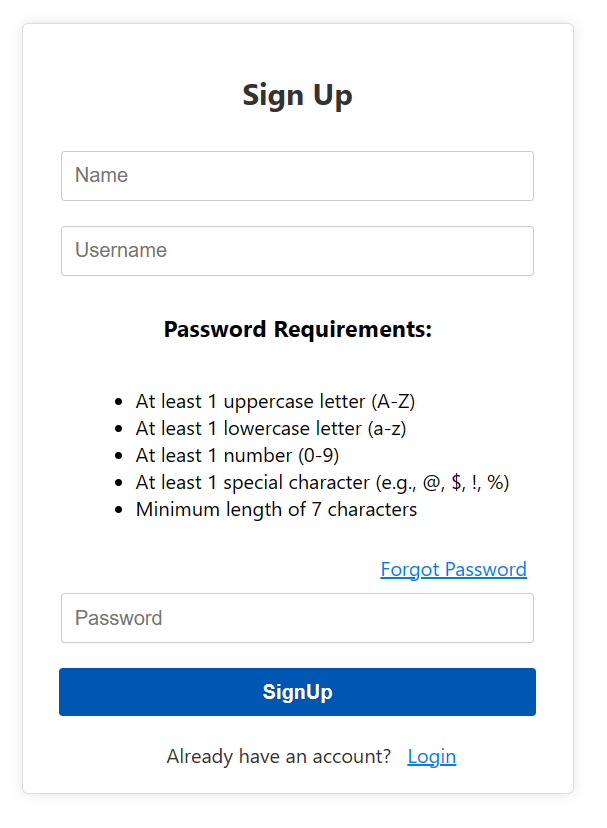 Sign Up
Name
Username
Password Requirements:
At least 1 uppercase letter (A-Z)
At least 1 lowercase letter (a-z)
At least 1 number (0-9)
At least 1 special character (e.g., @, $, !, %)
Minimum length of 7 characters
Forgot Password
Password
SignUp
Already have an account? Login